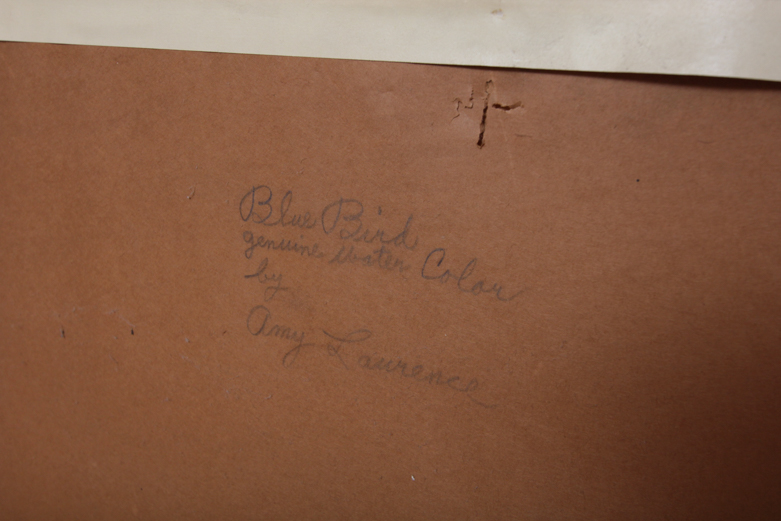 Blue Bird
genuine Water Color
by
Amy Laurence